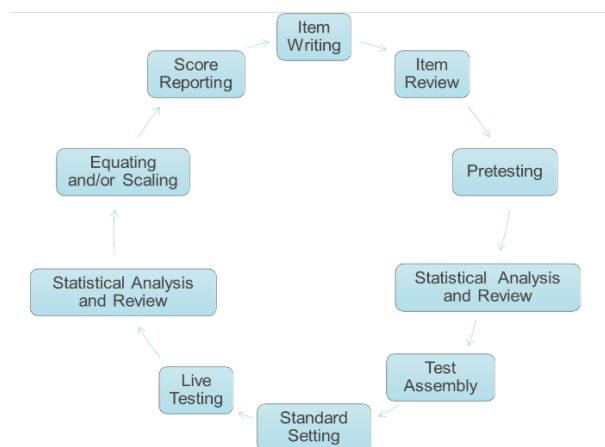 Item
Writing
Item
Review
Pretesting
Statistical Analysis
and Review
Test
Assembly
Standard
Setting
Live
Testing
Statistical Analysis
and Review
Equating
and/or Scaling
Score
Reporting